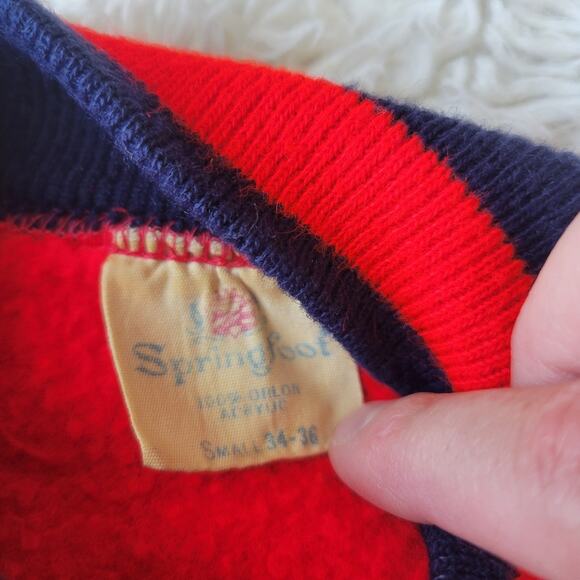 Springfoot
100% ORLON
ACRYLIC
SMALL 34-36